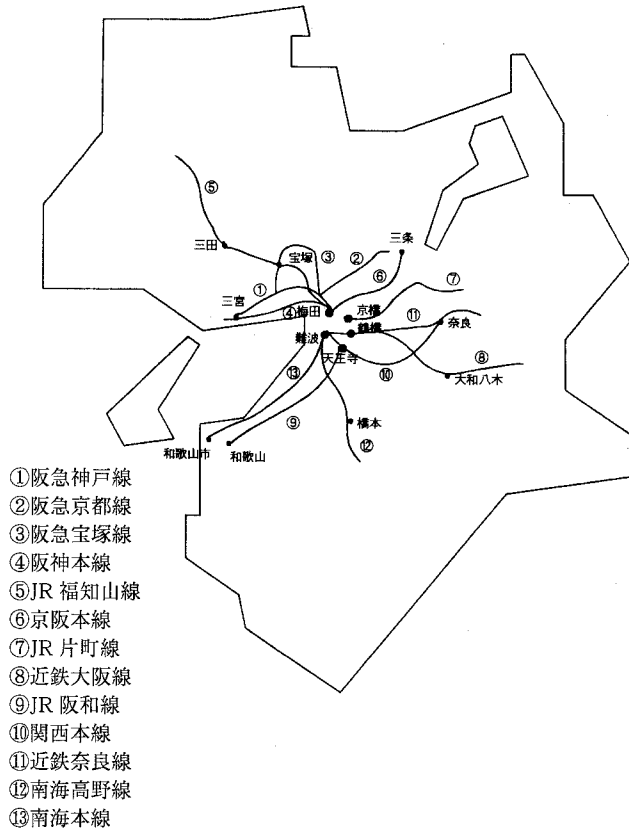 ⑤
三田
宝塚
③
②
三条
⑥
⑦
①
三宮
④
梅田
京橋
⑪
奈良
鶴橋
難波
天王寺
⑧
⑩
大和八木
⑬
⑨
橋本
⑫
和歌山市
和歌山
①阪急神戸線
②阪急京都線
③阪急宝塚線
④阪神本線
⑤JR 福知山線
⑥京阪本線
⑦JR 片町線
⑧近鉄大阪線
⑨JR 阪和線
⑩関西本線
⑪近鉄奈良線
⑫南海高野線
⑬南海本線